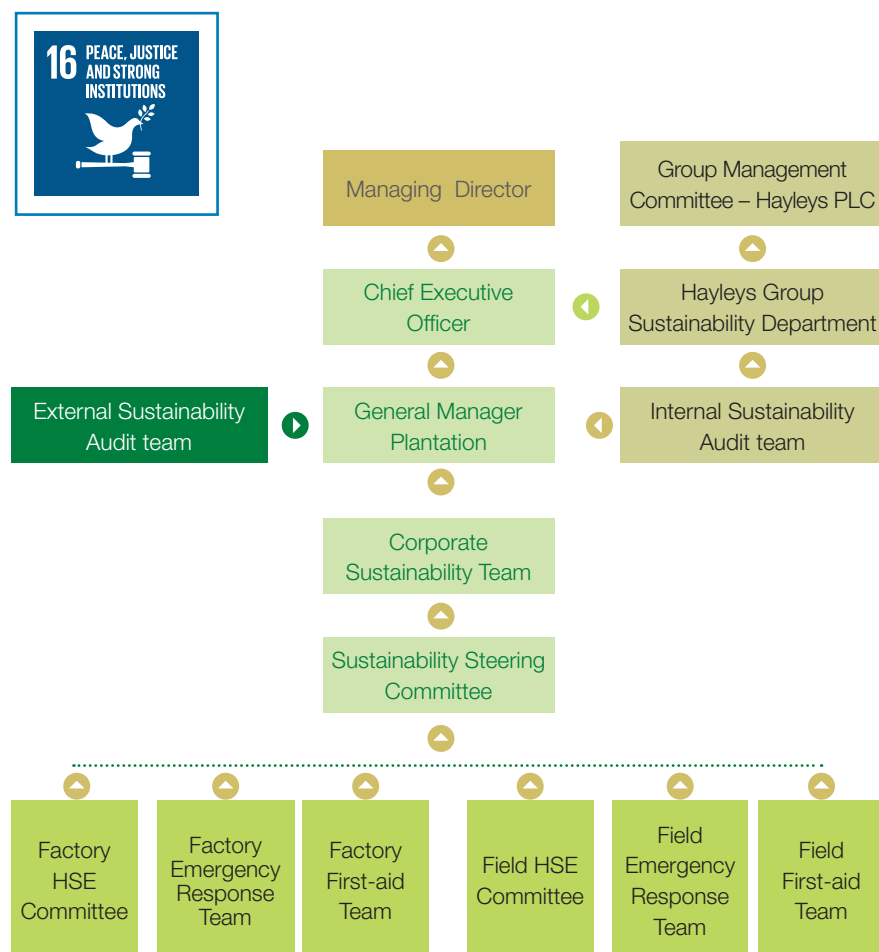 16 PEACE, JUSTICE
AND STRONG
INSTITUTIONS
Managing Director
Group Management
Committee – Hayleys PLC
Chief Executive
Officer
Hayleys Group
Sustainability Department
External Sustainability
Audit team
General Manager
Plantation
Internal Sustainability
Audit team
Corporate
Sustainability Team
Sustainability Steering
Committee
Factory
HSE
Committee
Factory
Emergency
Response
Team
Factory
First-aid
Team
Field HSE
Committee
Field
Emergency
Response
Team
Field
First-aid
Team